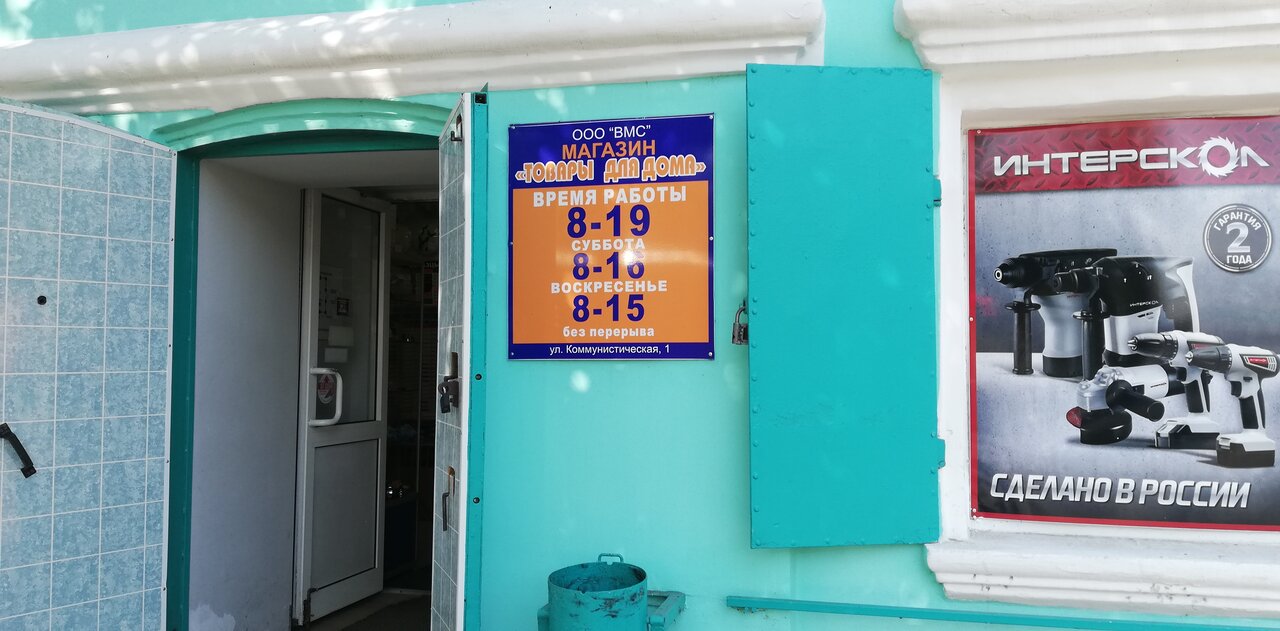 ООО "ВМС"
МАГАЗИН
«ТОВАРЫ ДЛЯ ДОМА»
ВРЕМЯ РАБОТЫ
8-19
СУББОТА
8-16
ВОСКРЕСЕНЬЕ
8-15
без перерыва
ул. Коммунистическая, 1
ИНТЕРСКОЛ
ГАРАНТИЯ
2
ГОДА
ИНТЕРСКОЛ
СДЕЛАНО В РОССИИ